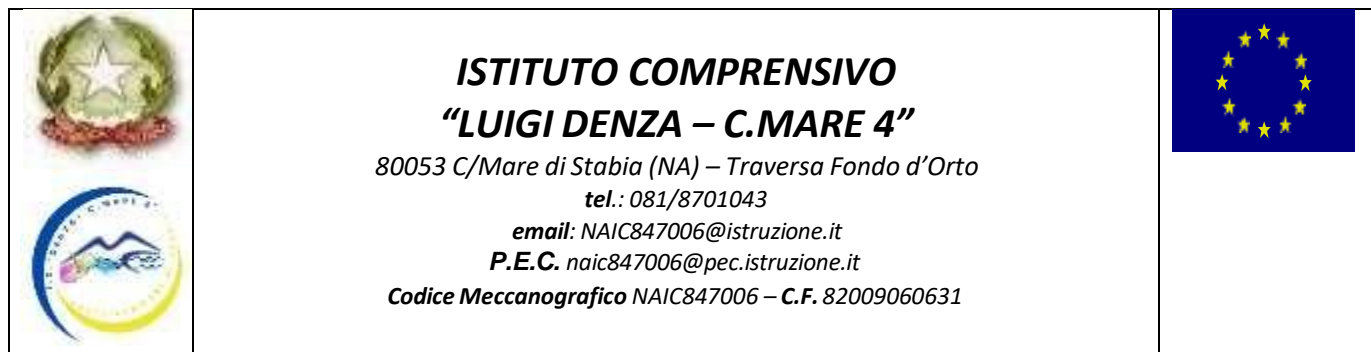 ISTITUTO COMPRENSIVO
“LUIGI DENZA – C.MARE 4”
80053 C/Mare di Stabia (NA) – Traversa Fondo d’Orto
tel.: 081/8701043
email: NAIC847006@istruzione.it
P.E.C. naic847006@pec.istruzione.it
Codice Meccanografico NAIC847006 – C.F. 82009060631